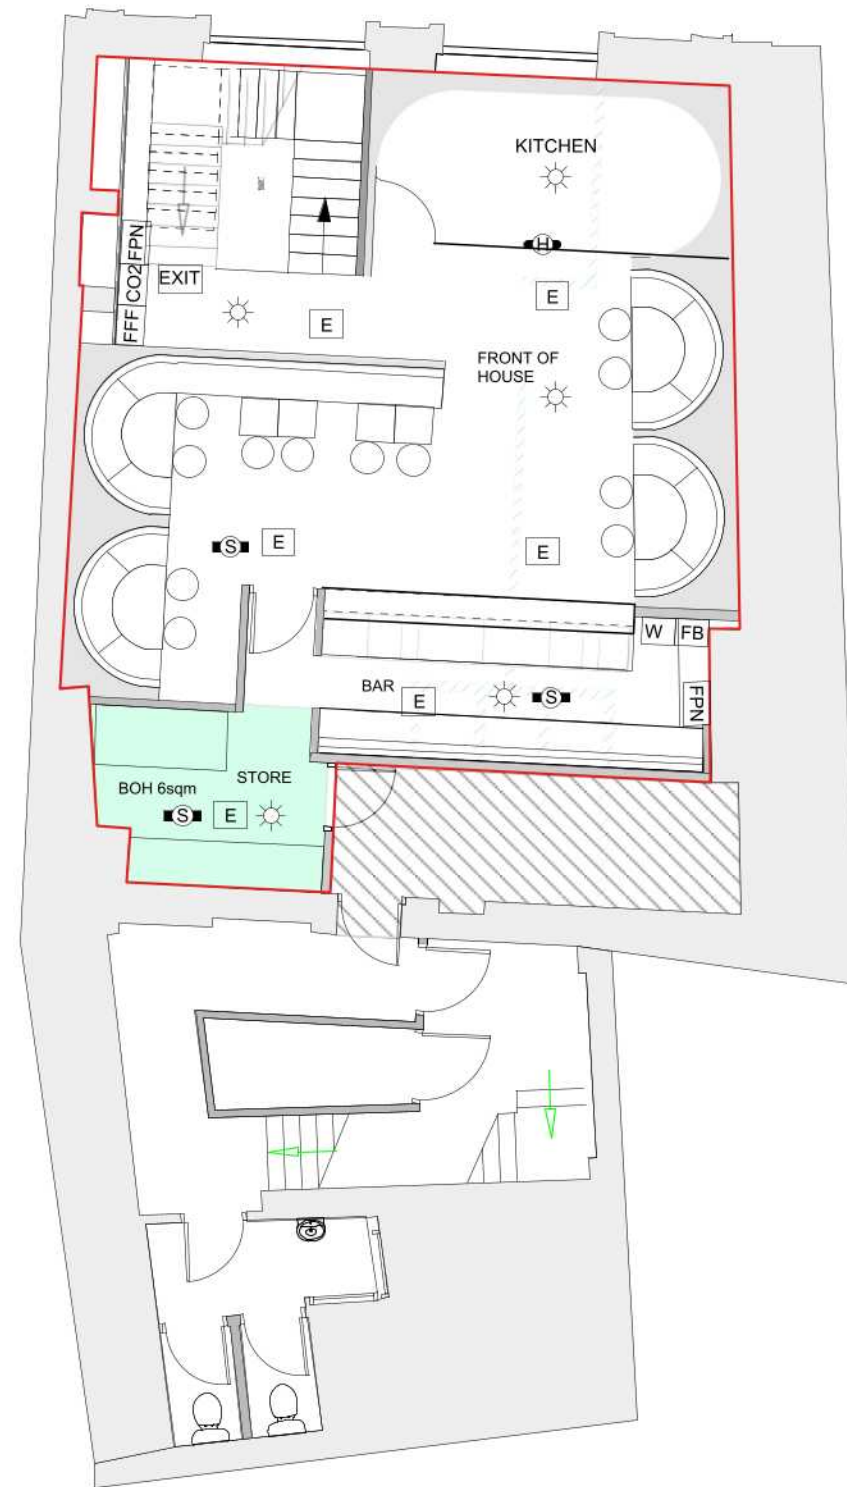 KITCHEN
H
FPN
CO2
EXIT
FFF
E
E
FRONT OF
HOUSE
S
E
E
W
FB
BAR
E
S
FPN
STORE
BOH 6sqm
S
E